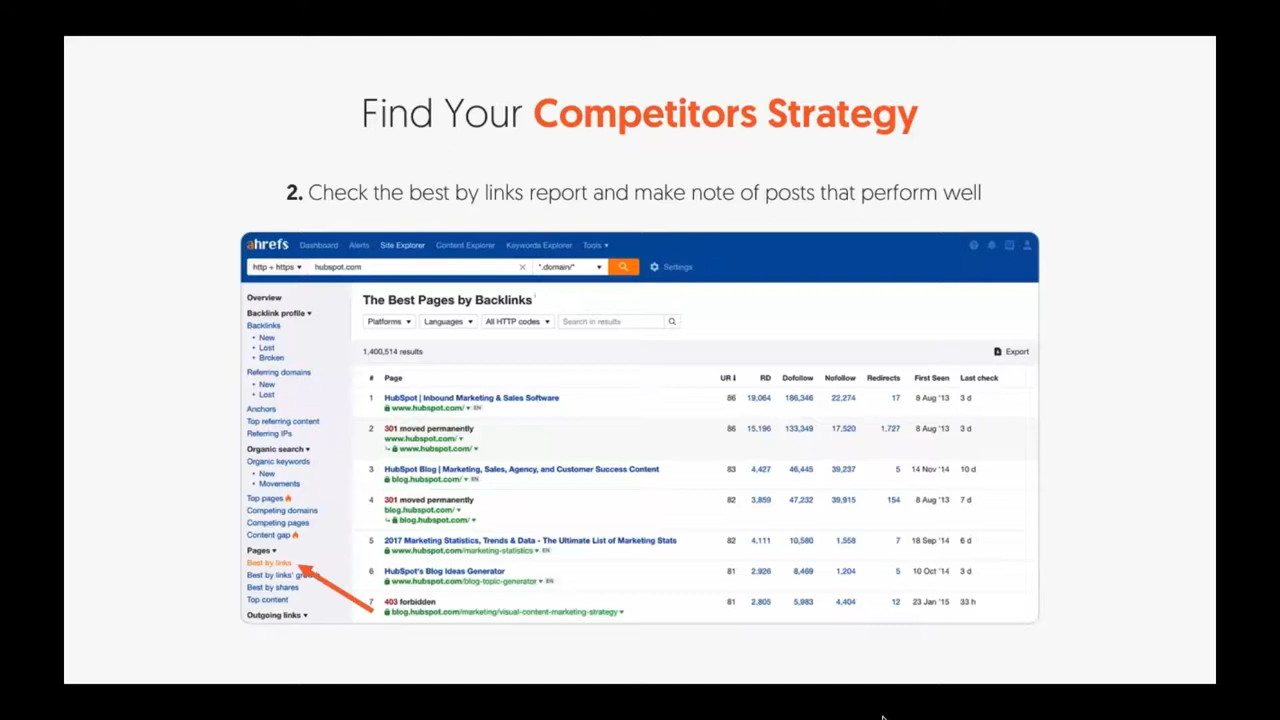 Find Your Competitors Strategy
2. Check the best by links report and make note of posts that perform well
ahrefs Dashboard Alerts Site Explorer Content Explorer Keywords Explorer Tools
http + https hubspot.com *.domain/* Settings
Overview
Backlink profile
Backlinks
• New
• Lost
• Broken
Referring domains
• New
• Lost
Anchors
Top referring content
Referring IPs
Organic search
Organic keywords
• New
• Movements
Top pages
Competing domains
Competing pages
Content gap
Pages
Best by links
Best by links'
Best by shares
Top content
Outgoing links
The Best Pages by Backlinks i
Platforms Languages All HTTP codes Search in results
1,400,514 results Export
# Page UR RD Dofollow Nofollow Redirects First Seen Last check
1 HubSpot | Inbound Marketing & Sales Software 86 19,064 186,346 22,274 17 8 Aug '13 3 d
www.hubspot.com/ EN
2 301 moved permanently 86 15,196 133,349 17,520 1,727 8 Aug '13 3 d
www.hubspot.com/
www.hubspot.com/
3 HubSpot Blog | Marketing, Sales, Agency, and Customer Success Content 83 4,427 46,445 39,237 5 14 Nov '14 10 d
blog.hubspot.com/ EN
4 301 moved permanently 82 3,859 47,232 39,915 154 8 Aug '13 7 d
blog.hubspot.com/
blog.hubspot.com/
5 2017 Marketing Statistics, Trends & Data - The Ultimate List of Marketing Stats 82 4,111 10,580 1,558 7 18 Sep '14 6 d
www.hubspot.com/marketing-statistics EN
6 HubSpot's Blog Ideas Generator 81 2,926 8,469 1,204 5 10 Oct '14 3 d
www.hubspot.com/blog-topic-generator EN
7 403 forbidden 81 2,805 5,983 4,404 12 23 Jan '15 33 h
blog.hubspot.com/marketing/visual-content-marketing-strategy